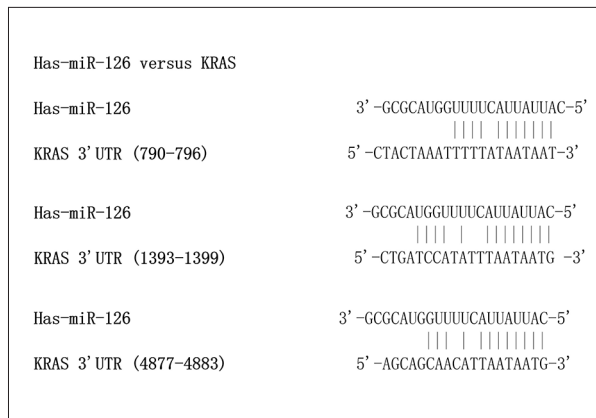 Has-miR-126 versus KRAS
Has-miR-126 3'-GCGCAUGGUUUUCAUUAUUAC-5'
|||| |||||||
KRAS 3'UTR (790-796) 5'-CTACTAAATTTTTATAATAAT-3'
Has-miR-126 3'-GCGCAUGGUUUUCAUUAUUAC-5'
|||| | ||||||||
KRAS 3'UTR (1393-1399) 5'-CTGATCCATATTTAATAATG -3'
Has-miR-126 3'-GCGCAUGGUUUUCAUUAUUAC-5'
||| | ||||||||
KRAS 3'UTR (4877-4883) 5'-AGCAGCAACATTAATAATG-3'